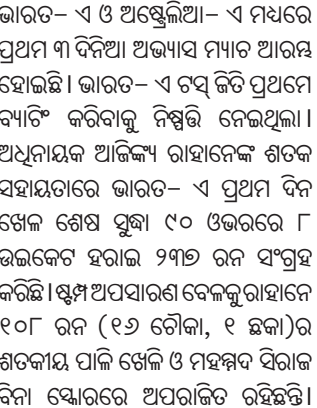 ଭାରତ– ଏ ଓ ଅଷ୍ଟ୍ରେଲିଆ– ଏ ମଧ୍ୟରେ
ପ୍ରଥମ ୩ ଦିନିଆ ଅଭ୍ୟାସ ମ୍ୟାଚ ଆରମ୍ଭ
ହୋଇଛି । ଭାରତ– ଏ ଟସ୍ ଜିତି ପ୍ରଥମେ
ବ୍ୟାଟିଂ କରିବାକୁ ନିଷ୍ପତ୍ତି ନେଇଥିଲା ।
ଅଧିନାୟକ ଆଜିଙ୍କ୍ୟ ରାହାନେଙ୍କ ଶତକ
ସହାୟତାରେ ଭାରତ– ଏ ପ୍ରଥମ ଦିନ
ଖେଳ ଶେଷ ସୁଦ୍ଧା ୯୦ ଓଭରରେ ୮
ଉଇକେଟ ହରାଇ ୨୩୭ ରନ ସଂଗ୍ରହ
କରିଛି । ଷ୍ଟମ୍ପ ଅପସାରଣ ବେଳକୁ ରାହାନେ
୧୦୮ ରନ (୧୬ ଚୌକା, ୧ ଛକା)ର
ଶତକୀୟ ପାଳି ଖେଳି ଓ ମହମ୍ମଦ ସିରାଜ
ବିନା ସ୍କୋରରେ ଅପରାଜିତ ରହିଛନ୍ତି ।